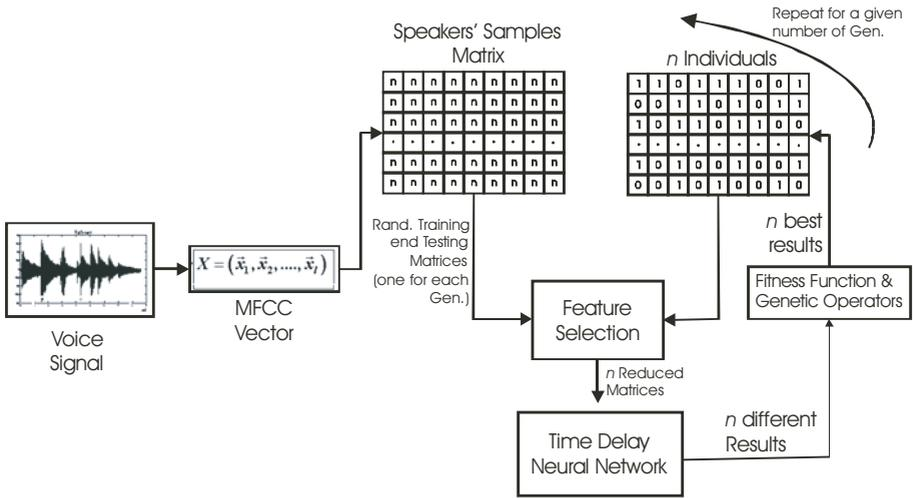 Repeat for a given
number of Gen.
Speakers' Samples
Matrix
n Individuals
n n n n n n n n n
n n n n n n n n n
n n n n n n n n n
. . . . . . . . .
n n n n n n n n n
n n n n n n n n n
1 1 0 1 1 1 0 0 1
0 0 1 1 0 1 0 1 1
1 0 1 1 0 1 1 0 0
. . . . . . . . .
1 0 1 0 1 0 0 1 1
0 0 1 0 1 0 0 1 0
Rand. Training
end Testing
Matrices
(one for each
Gen.)
n best
results
X = (x⃗1, x⃗2, ...., x⃗t)
MFCC
Vector
Voice
Signal
Feature
Selection
Fitness Function &
Genetic Operators
n Reduced
Matrices
Time Delay
Neural Network
n different
Results